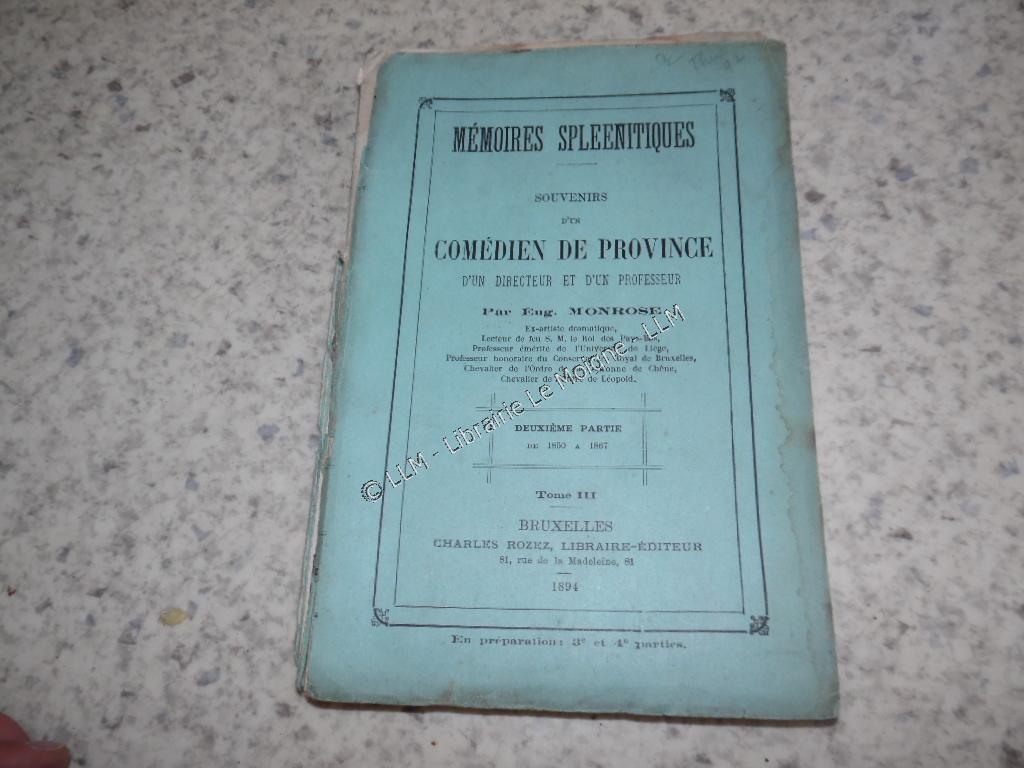 MÉMOIRES SPLEENITIQUES
SOUVENIRS
D'UN
COMÉDIEN DE PROVINCE
D'UN DIRECTEUR ET D'UN PROFESSEUR
Par Eug. MONROSE
Ex-artiste dramatique,
Lecteur de feu S. M. le Roi des Pays-Bas,
Professeur émérite de l'Université de Liége,
Professeur honoraire du Conservatoire Royal de Bruxelles,
Chevalier de l'Ordre de la Couronne de Chêne,
Chevalier de l'Ordre de Léopold.
DEUXIÈME PARTIE
DE 1850 A 1867
Tome III
BRUXELLES
CHARLES ROZEZ, LIBRAIRE-ÉDITEUR
81, rue de la Madeleine, 81
1894
En préparation: 3e et 4e parties.
© LLM - Librairie Le Moigne - LLM